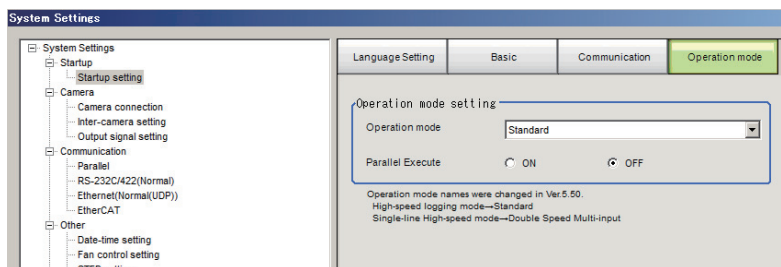 System Settings
System Settings
Startup
Startup setting
Camera
Camera connection
Inter-camera setting
Output signal setting
Communication
Parallel
RS-232C/422(Normal)
Ethernet(Normal(UDP))
EtherCAT
Other
Date-time setting
Fan control setting
Language Setting
Basic
Communication
Operation mode
Operation mode setting
Operation mode
Standard
Parallel Execute
ON
OFF
Operation mode names were changed in Ver.5.50.
High-speed logging mode→Standard
Single-line High-speed mode→Double Speed Multi-input